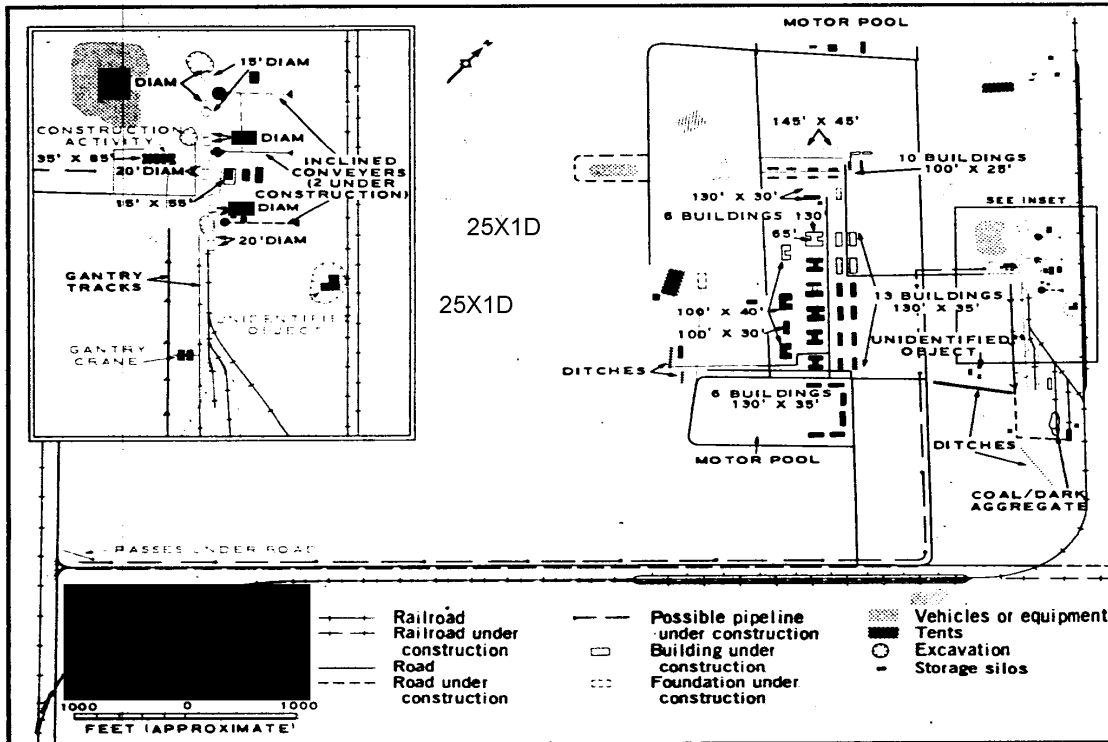 MOTOR POOL
15' DIAM
DIAM
CONSTRUCTION
ACTIVITY
35' X 85'
20' DIAM
DIAM
INCLINED
CONVEYERS
(2 UNDER
CONSTRUCTION)
15' X 55'
DIAM
20' DIAM
GANTRY
TRACKS
UNIDENTIFIED
OBJECT
GANTRY
CRANE
25X1D
25X1D
145' X 45'
10 BUILDINGS
100' X 25'
130' X 30'
6 BUILDINGS 130'
65'
SEE INSET
100' X 40'
100' X 30'
13 BUILDINGS
130' X 35'
UNIDENTIFIED
OBJECT
DITCHES
6 BUILDINGS
130' X 35'
MOTOR POOL
DITCHES
COAL/DARK
AGGREGATE
PASSES UNDER ROAD
Railroad
Railroad under
construction
Road
Road under
construction
Possible pipeline
under construction
Building under
construction
Foundation under
construction
Vehicles or equipment
Tents
Excavation
Storage silos
1000 0 1000
FEET (APPROXIMATE)